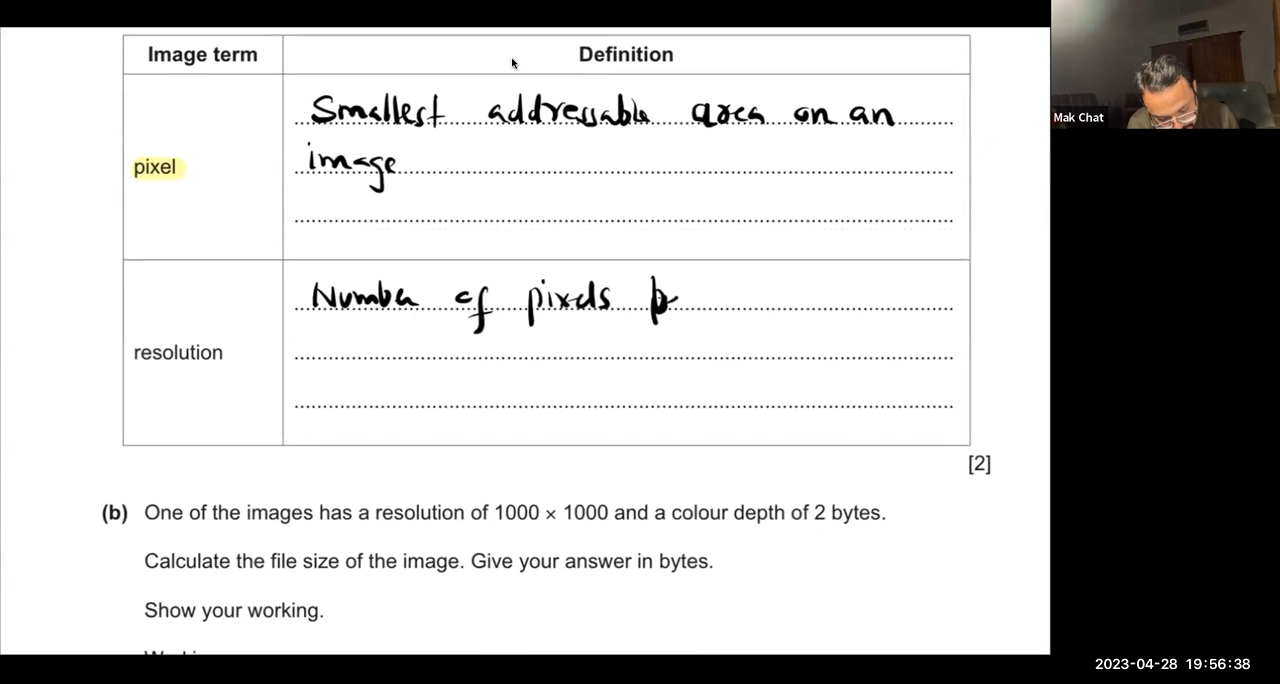 Image term Definition
pixel
Smallest addressable area on an
image
resolution
Number of pixels
[2]
(b) One of the images has a resolution of 1000 × 1000 and a colour depth of 2 bytes.
Calculate the file size of the image. Give your answer in bytes.
Show your working.
Mak Chat
2023-04-28 19:56:38